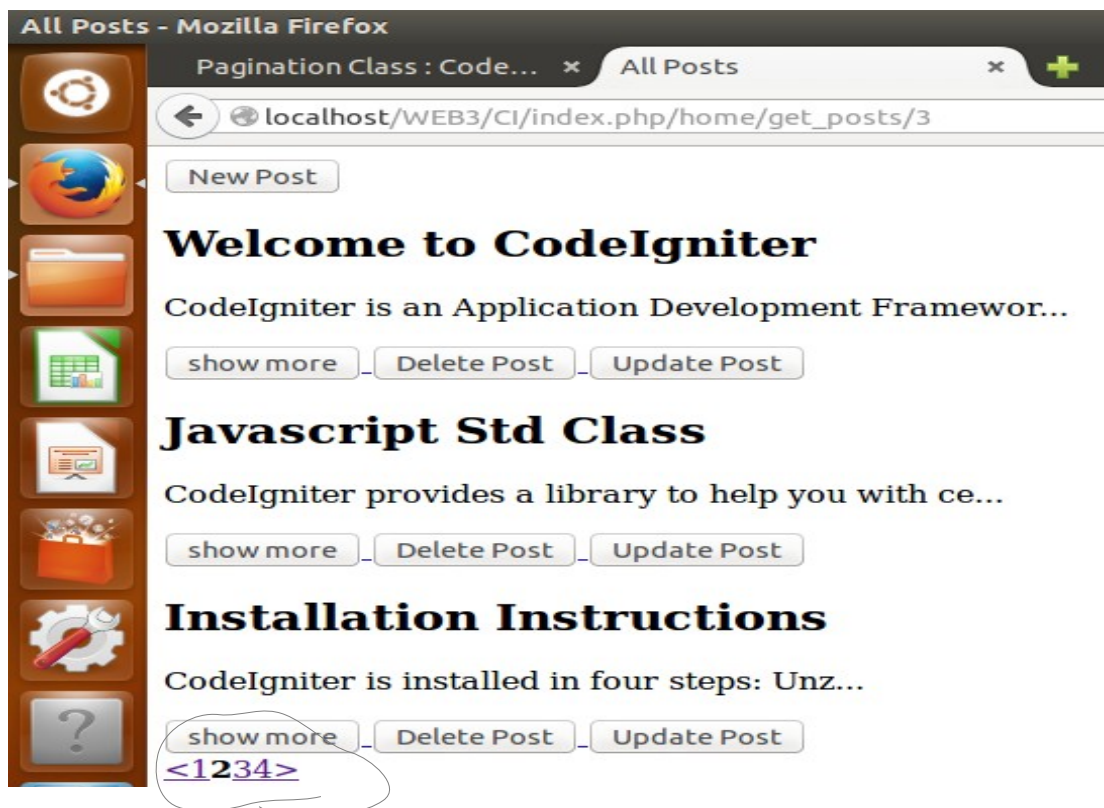 All Posts - Mozilla Firefox
Pagination Class : Code... × All Posts ×
localhost/WEB3/CI/index.php/home/get_posts/3
New Post
Welcome to CodeIgniter
CodeIgniter is an Application Development Framewor...
show more Delete Post Update Post
Javascript Std Class
CodeIgniter provides a library to help you with ce...
show more Delete Post Update Post
Installation Instructions
CodeIgniter is installed in four steps: Unz...
show more Delete Post Update Post
<1234>